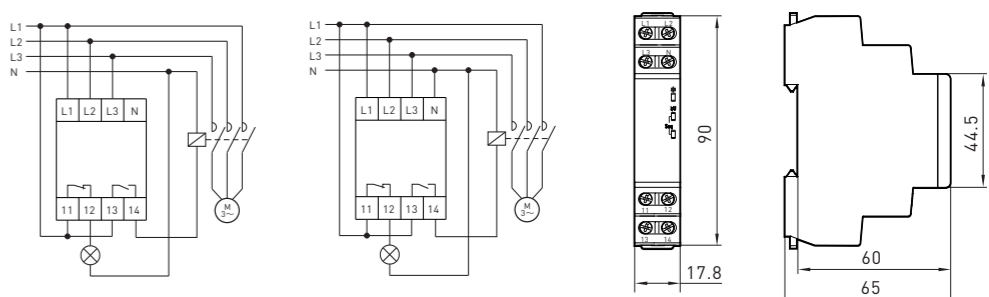 L1
L2
L3
N
L1 L2 L3 N
11 12 13 14
M
3~
L1
L2
L3
N
L1 L2 L3 N
11 12 13 14
M
3~
L1 L2
L3 N
11 12
13 14
90
17.8
44.5
60
65